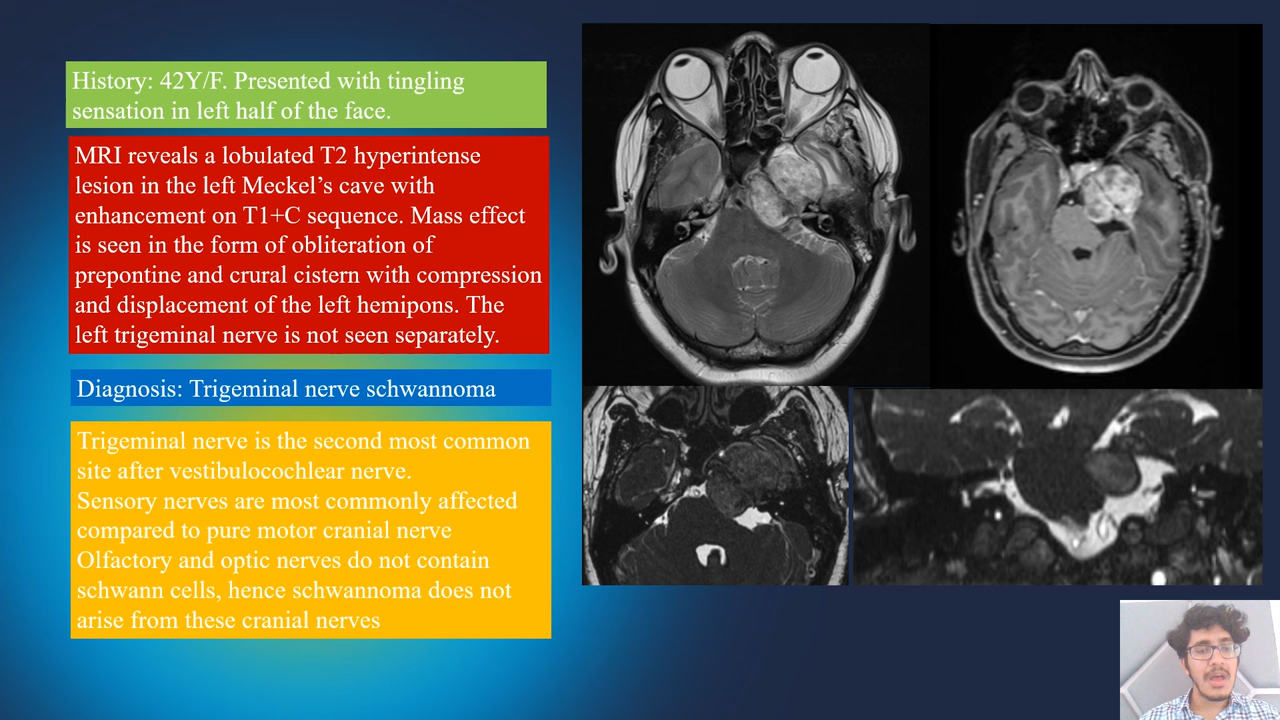 History: 42Y/F. Presented with tingling
sensation in left half of the face.
MRI reveals a lobulated T2 hyperintense
lesion in the left Meckel’s cave with
enhancement on T1+C sequence. Mass effect
is seen in the form of obliteration of
prepontine and crural cistern with compression
and displacement of the left hemipons. The
left trigeminal nerve is not seen separately.
Diagnosis: Trigeminal nerve schwannoma
Trigeminal nerve is the second most common
site after vestibulocochlear nerve.
Sensory nerves are most commonly affected
compared to pure motor cranial nerve
Olfactory and optic nerves do not contain
schwann cells, hence schwannoma does not
arise from these cranial nerves